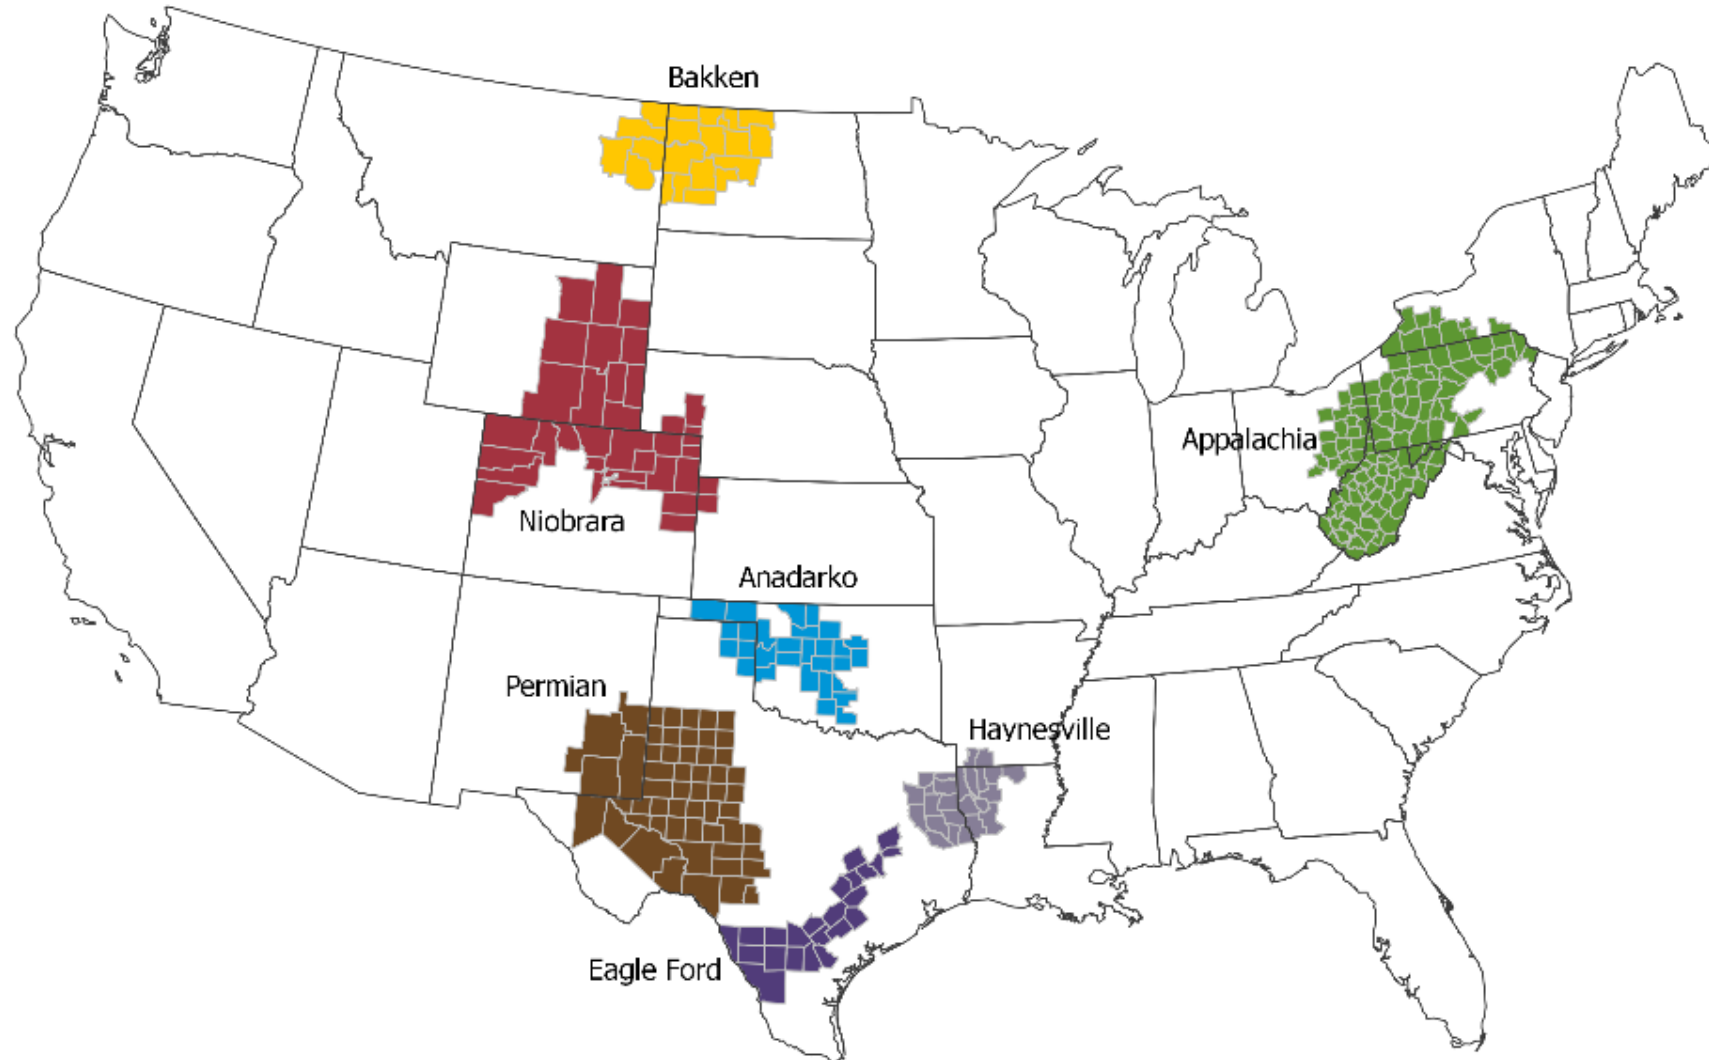 Bakken
Appalachia
Niobrara
Anadarko
Permian
Haynesville
Eagle Ford